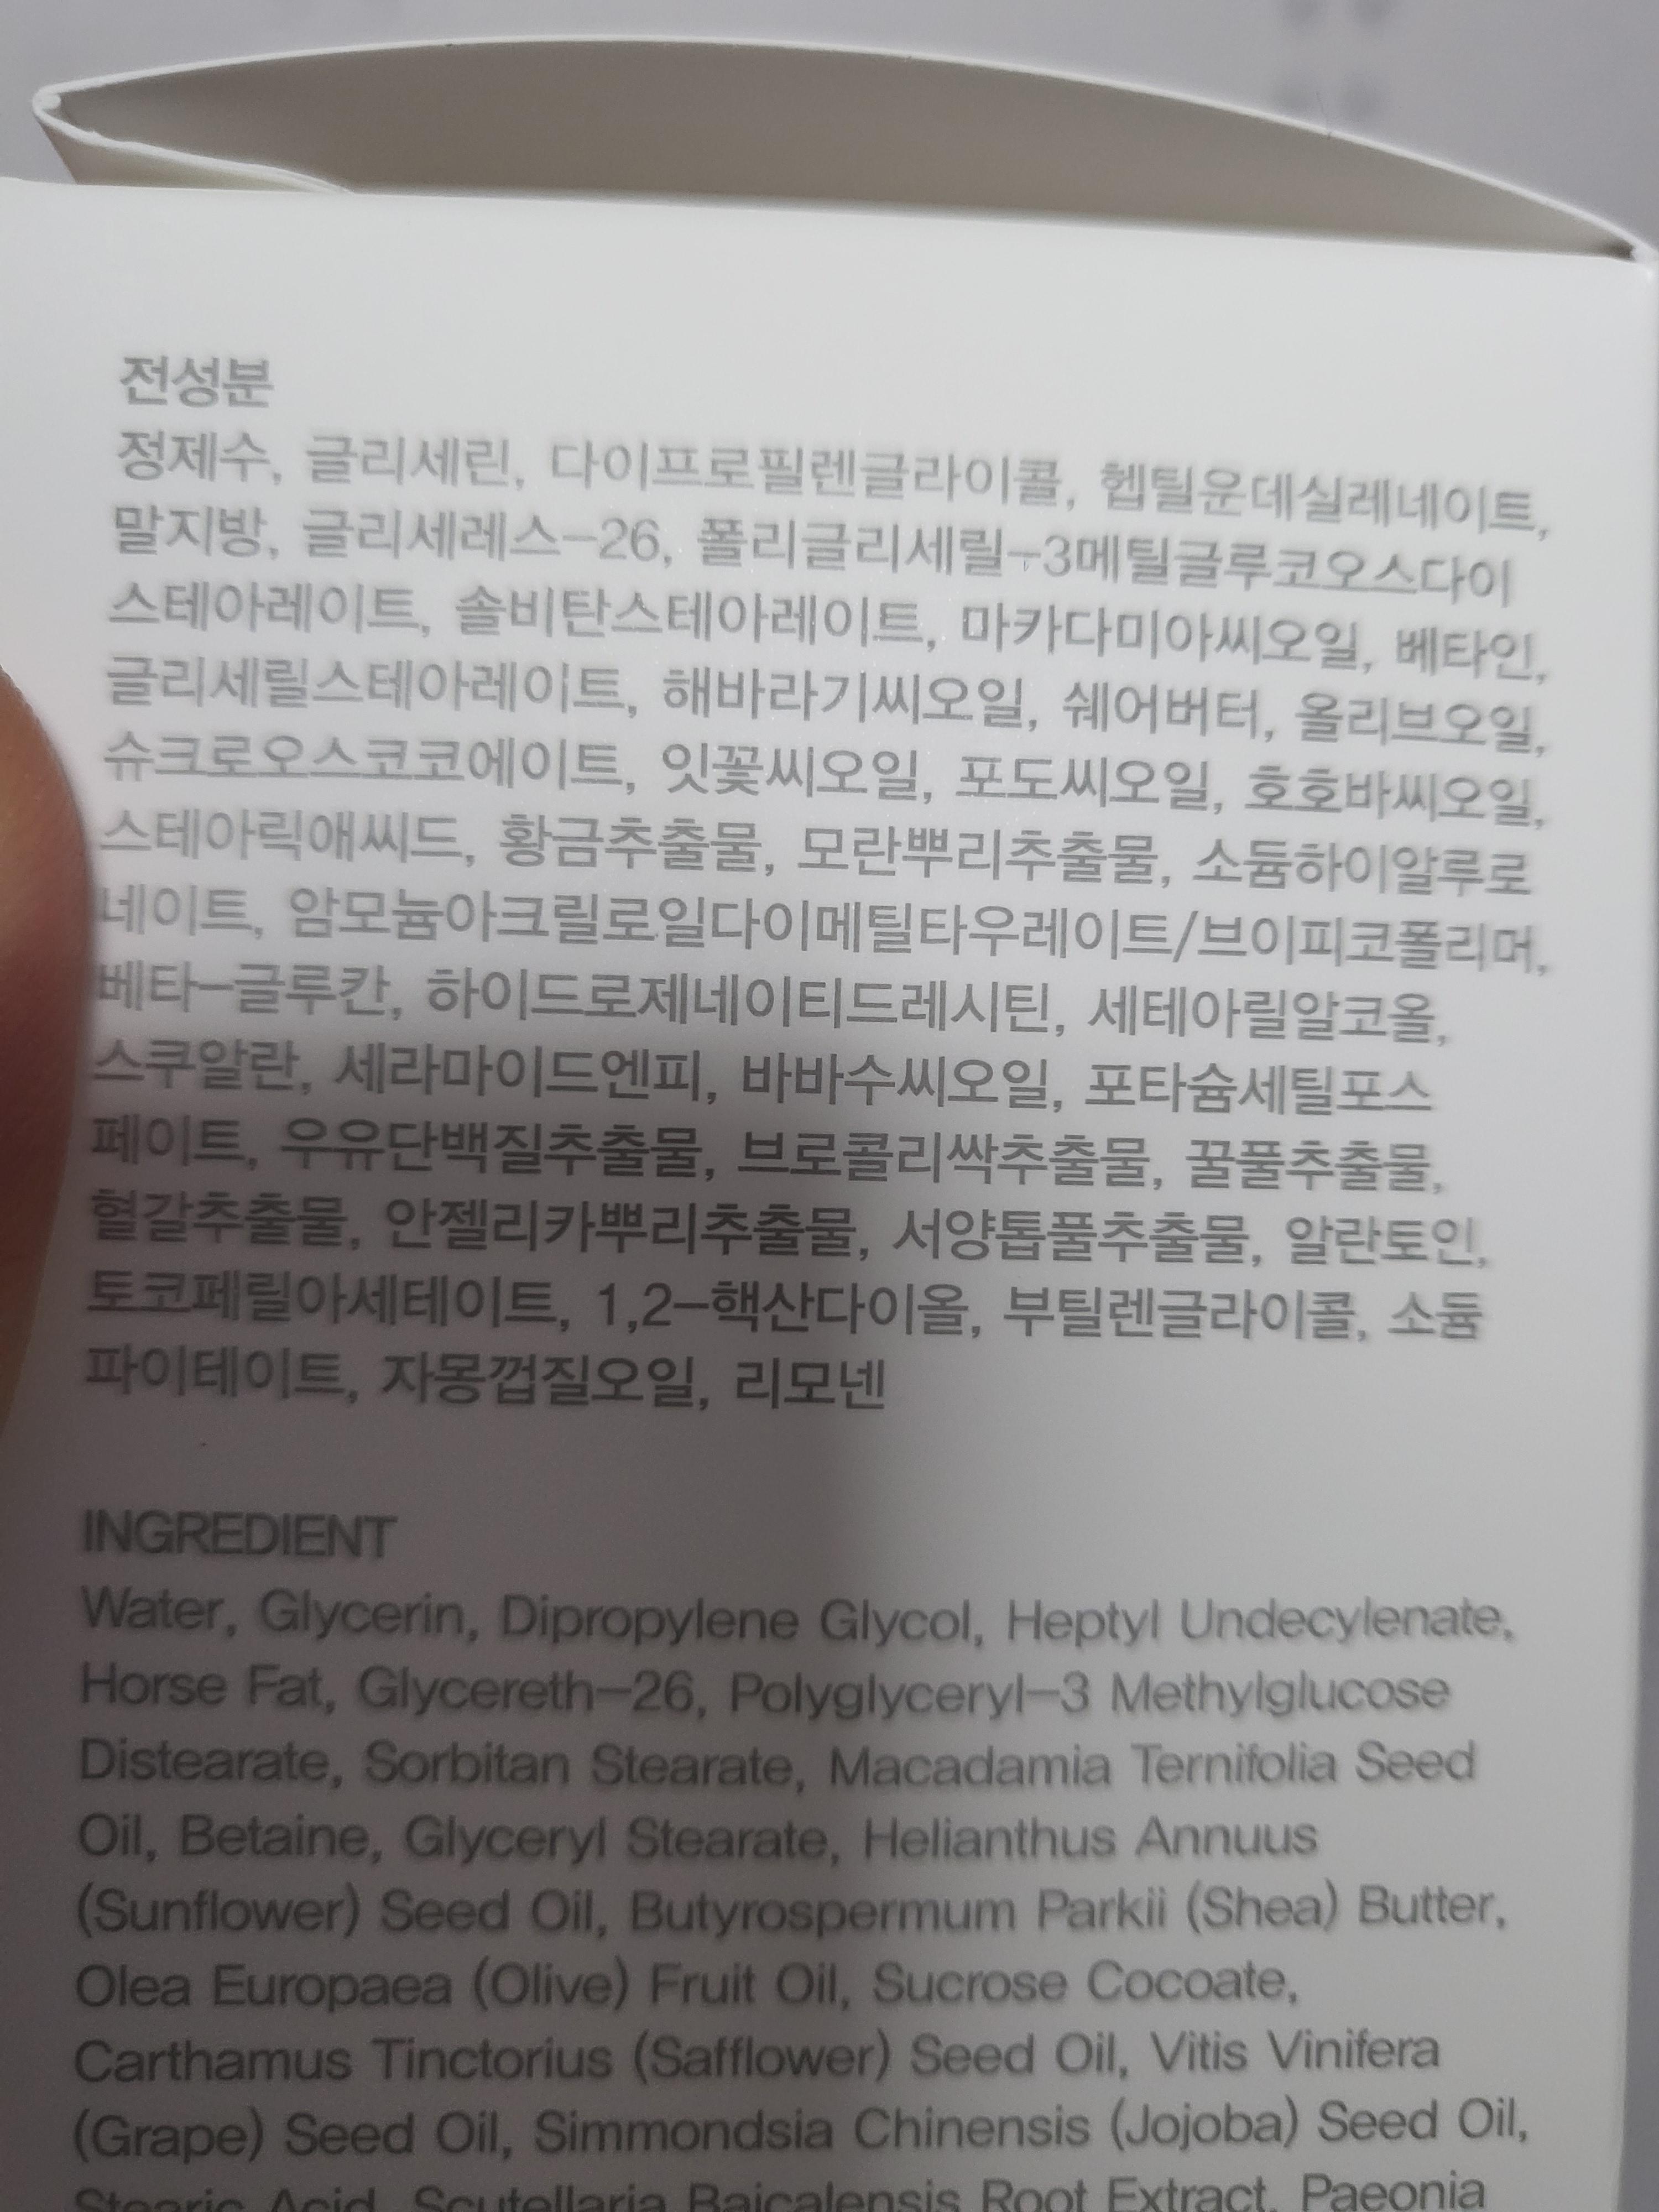 전성분
정제수, 글리세린, 다이프로필렌글라이콜, 헵틸운데실레네이트,
말지방, 글리세레스-26, 폴리글리세릴-3메틸글루코오스다이
스테아레이트, 솔비탄스테아레이트, 마카다미아씨오일, 베타인,
글리세릴스테아레이트, 해바라기씨오일, 쉐어버터, 올리브오일,
슈크로오스코코에이트, 잇꽃씨오일, 포도씨오일, 호호바씨오일,
스테아릭애씨드, 황금추출물, 모란뿌리추출물, 소듐하이알루로
네이트, 암모늄아크릴로일다이메틸타우레이트/브이피코폴리머,
베타-글루칸, 하이드로제네이티드레시틴, 세테아릴알코올,
스쿠알란, 세라마이드엔피, 바바수씨오일, 포타슘세틸포스
페이트, 우유단백질추출물, 브로콜리싹추출물, 꿀풀추출물,
혈갈추출물, 안젤리카뿌리추출물, 서양톱풀추출물, 알란토인,
토코페릴아세테이트, 1,2-핵산다이올, 부틸렌글라이콜, 소듐
파이테이트, 자몽껍질오일, 리모넨
INGREDIENT
Water, Glycerin, Dipropylene Glycol, Heptyl Undecylenate,
Horse Fat, Glycereth-26, Polyglyceryl-3 Methylglucose
Distearate, Sorbitan Stearate, Macadamia Ternifolia Seed
Oil, Betaine, Glyceryl Stearate, Helianthus Annuus
(Sunflower) Seed Oil, Butyrospermum Parkii (Shea) Butter,
Olea Europaea (Olive) Fruit Oil, Sucrose Cocoate,
Carthamus Tinctorius (Safflower) Seed Oil, Vitis Vinifera
(Grape) Seed Oil, Simmondsia Chinensis (Jojoba) Seed Oil,
Stearic Acid, Scutellaria Baicalensis Root Extract, Paeonia